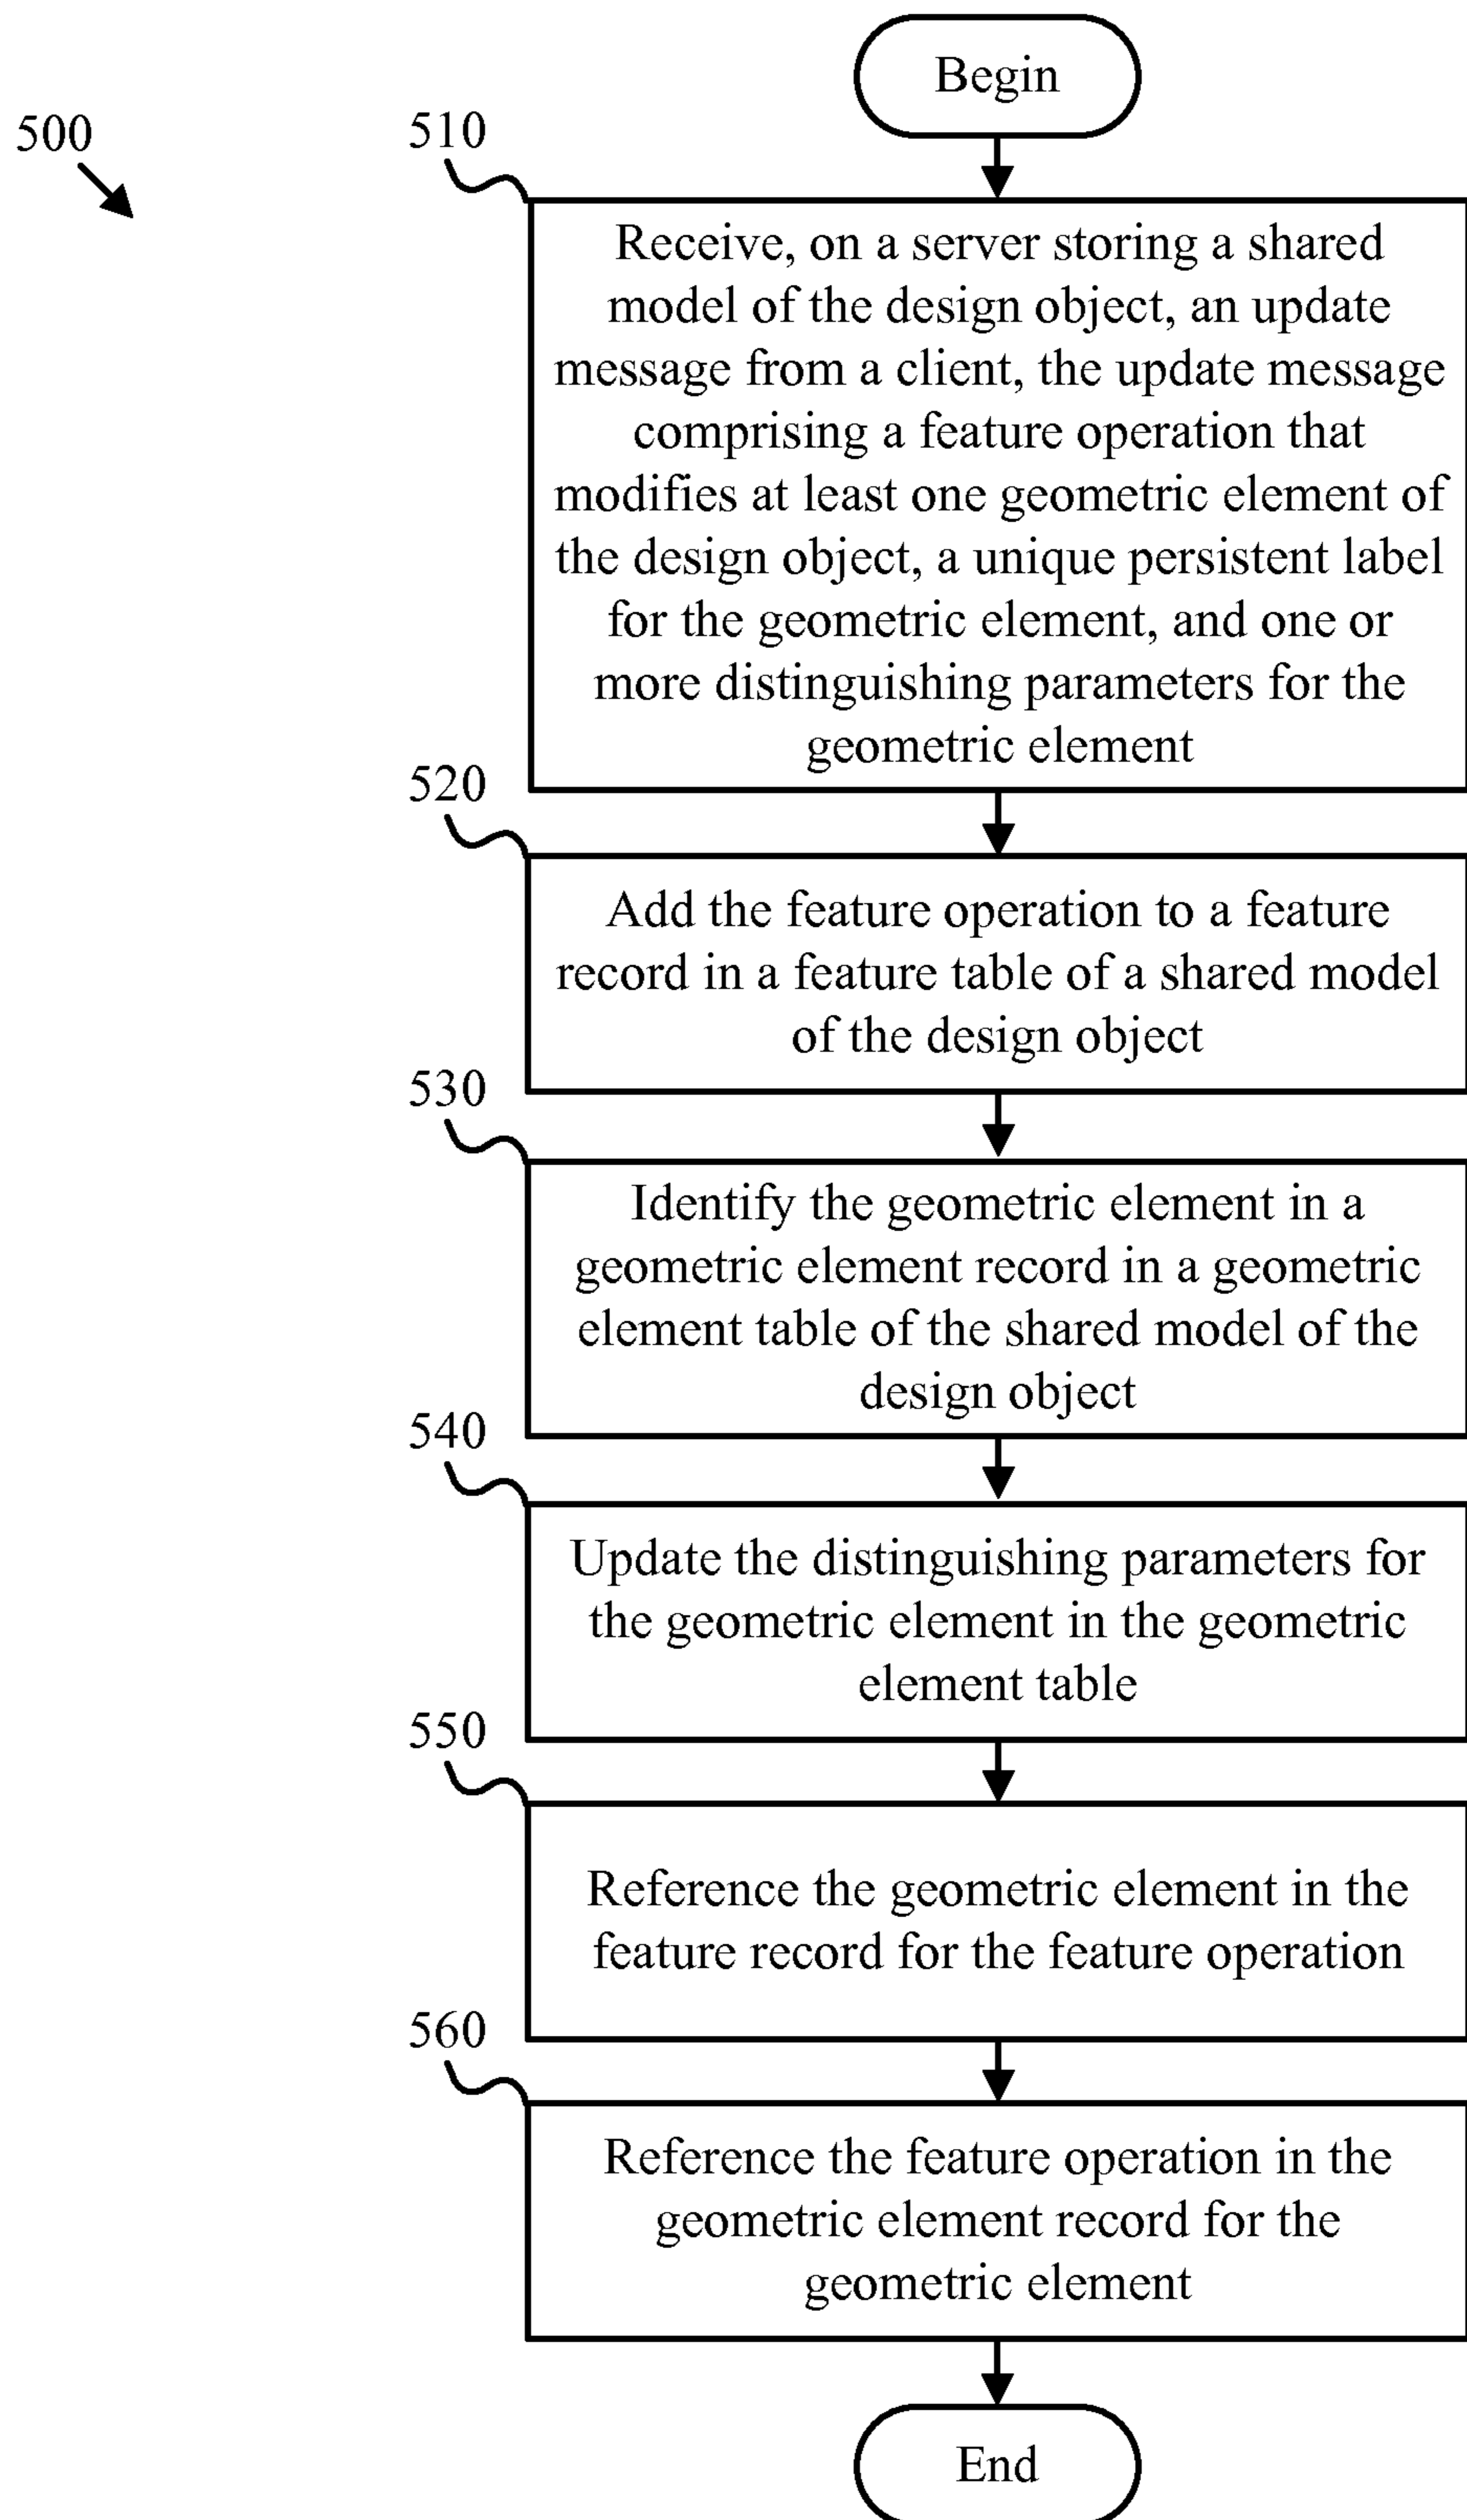 Begin
500
510
Receive, on a server storing a shared
model of the design object, an update
message from a client, the update message
comprising a feature operation that
modifies at least one geometric element of
the design object, a unique persistent label
for the geometric element, and one or
more distinguishing parameters for the
geometric element
520
Add the feature operation to a feature
record in a feature table of a shared model
of the design object
530
Identify the geometric element in a
geometric element record in a geometric
element table of the shared model of the
design object
540
Update the distinguishing parameters for
the geometric element in the geometric
element table
550
Reference the geometric element in the
feature record for the feature operation
560
Reference the feature operation in the
geometric element record for the
geometric element
End